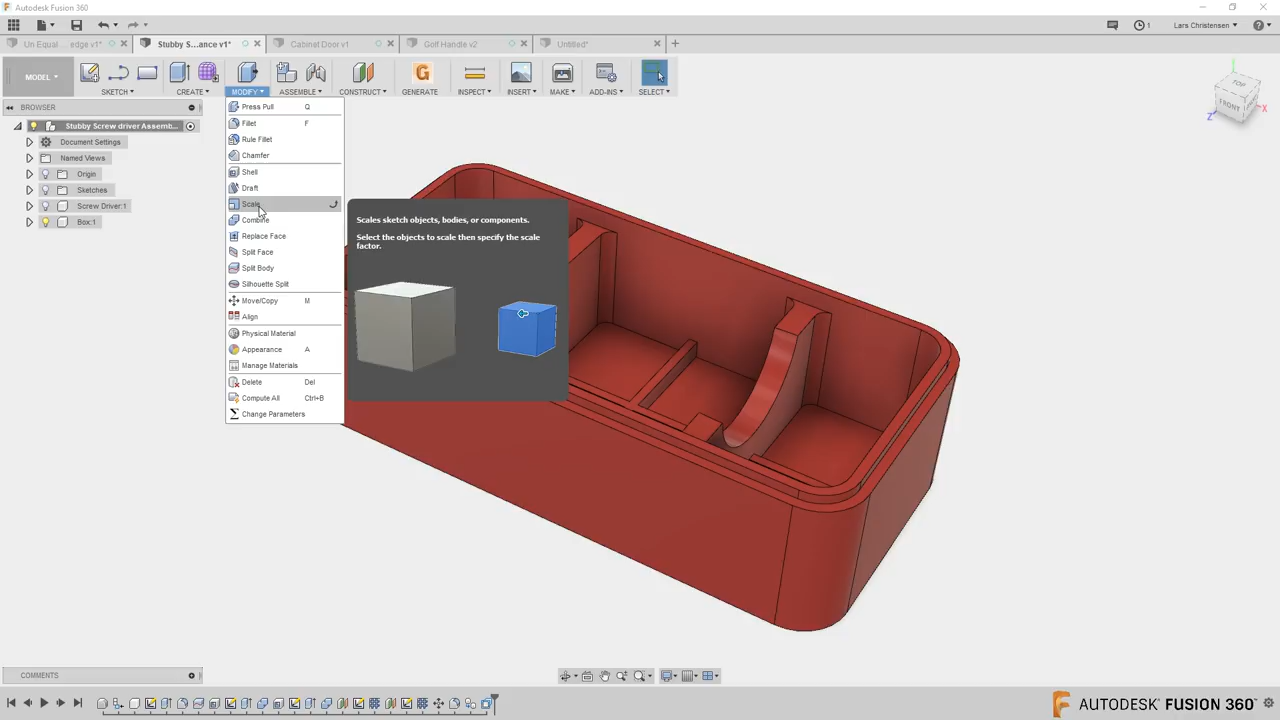 Autodesk Fusion 360
1
Lars Christensen
Un Equal ... edge v1*
Stubby S...ance v1*
Cabinet Door v1
Golf Handle v2
Untitled*
MODEL
SKETCH
CREATE
MODIFY
ASSEMBLE
CONSTRUCT
GENERATE
INSPECT
INSERT
MAKE
ADD-INS
SELECT
TOP
FRONT
RIGHT
X
Z
BROWSER
Stubby Screw driver Assemb...
Document Settings
Named Views
Origin
Sketches
Screw Driver:1
Box:1
Press Pull Q
Fillet F
Rule Fillet
Chamfer
Shell
Draft
Scale
Combine
Replace Face
Split Face
Split Body
Silhouette Split
Move/Copy M
Align
Physical Material
Appearance A
Manage Materials
Delete Del
Compute All Ctrl+B
Change Parameters
Scales sketch objects, bodies, or components.
Select the objects to scale then specify the scale
factor.
COMMENTS
AUTODESK® FUSION 360™